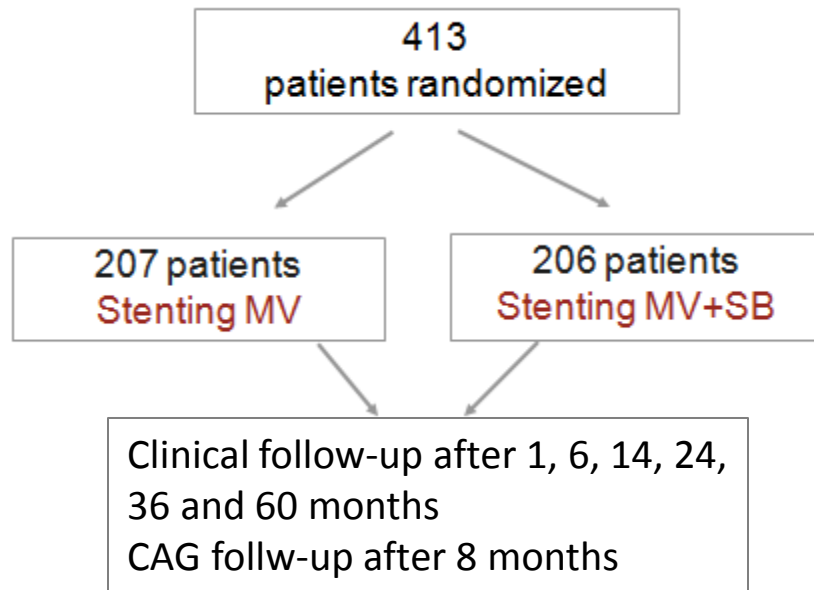 413
patients randomized
207 patients
Stenting MV
206 patients
Stenting MV+SB
Clinical follow-up after 1, 6, 14, 24,
36 and 60 months
CAG follw-up after 8 months